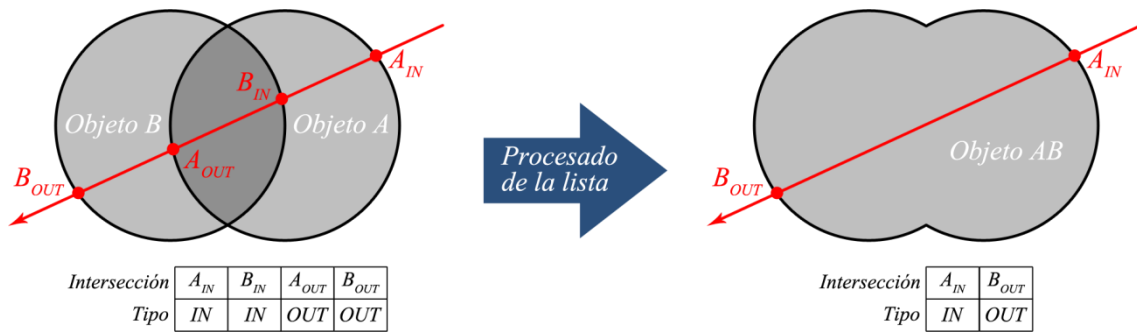 A_IN
B_IN
Objeto B
Objeto A
A_OUT
B_OUT
Intersección A_IN B_IN A_OUT B_OUT
Tipo IN IN OUT OUT
Procesado
de la lista
A_IN
Objeto AB
B_OUT
Intersección A_IN B_OUT
Tipo IN OUT